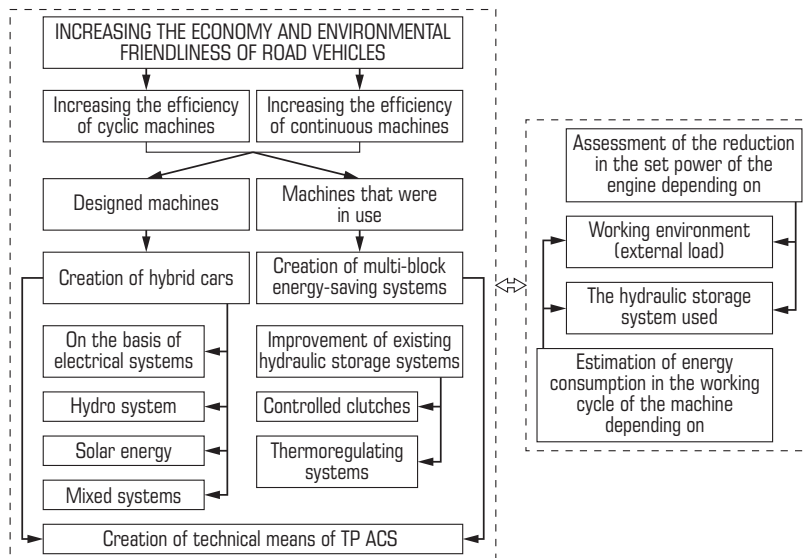 INCREASING THE ECONOMY AND ENVIRONMENTAL
FRIENDLINESS OF ROAD VEHICLES
Increasing the efficiency
of cyclic machines
Increasing the efficiency
of continuous machines
Designed machines
Machines that were
in use
Creation of hybrid cars
Creation of multi-block
energy-saving systems
On the basis of
electrical systems
Hydro system
Solar energy
Mixed systems
Improvement of existing
hydraulic storage systems
Controlled clutches
Thermoregulating
systems
Creation of technical means of TP ACS
Assessment of the reduction
in the set power of the
engine depending on
Working environment
(external load)
The hydraulic storage
system used
Estimation of energy
consumption in the working
cycle of the machine
depending on